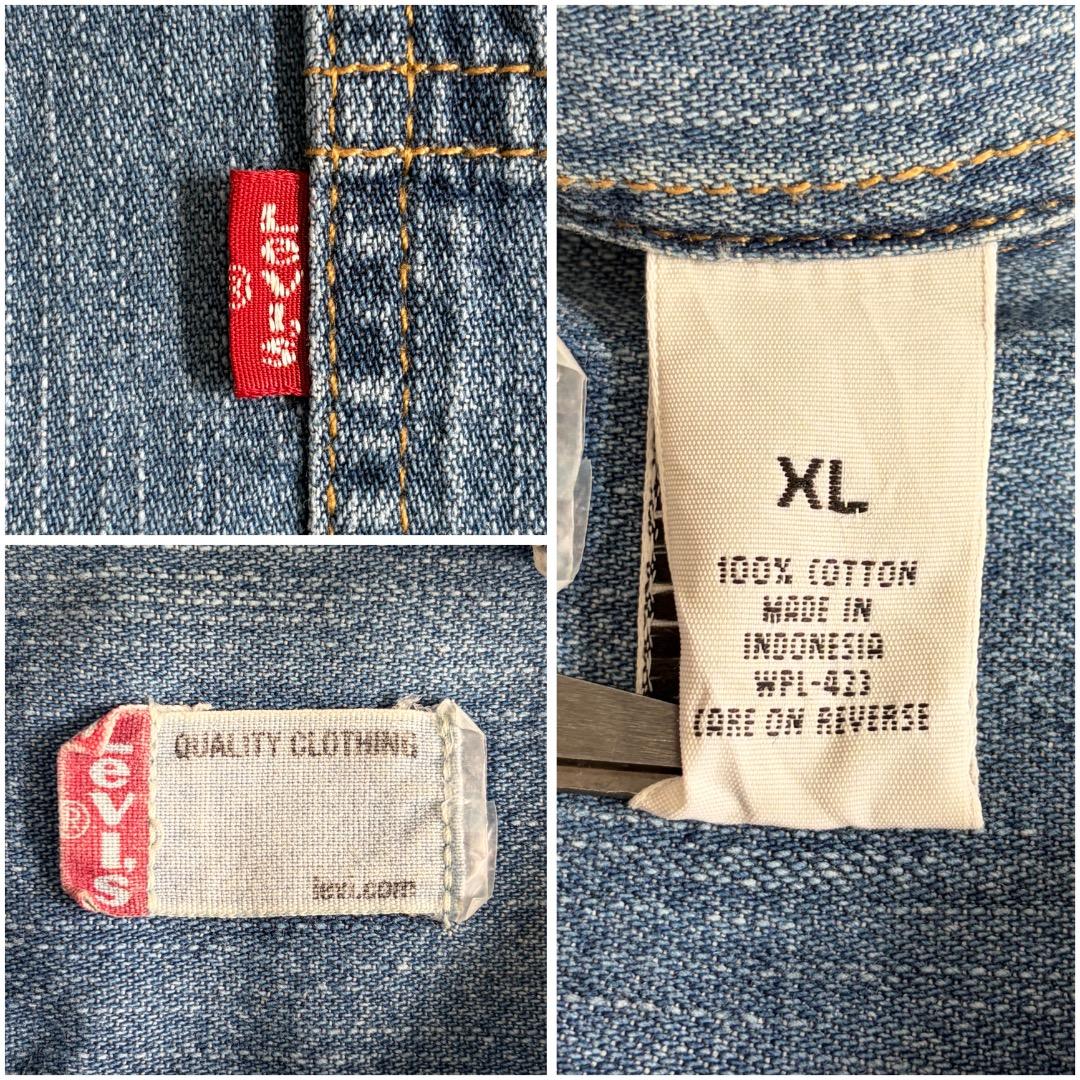 LEVI'S
®
XL
100% COTTON
MADE IN
INDONESIA
WPL-423
CARE ON REVERSE
QUALITY CLOTHING
levi.com
LEVI'S
®